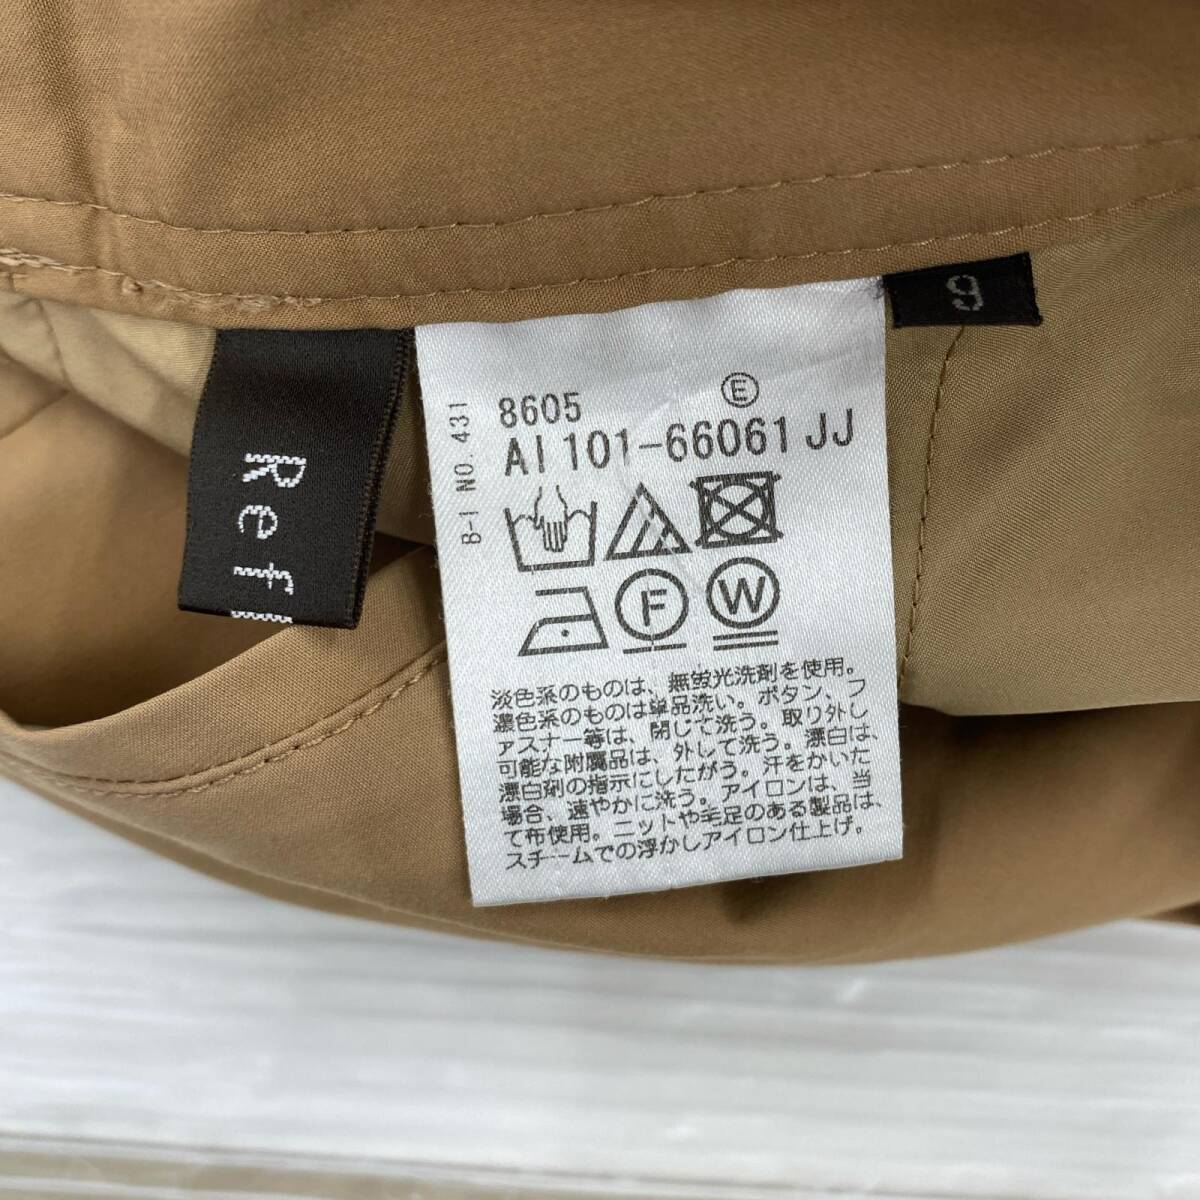 Ref
B-1 NO. 431
8605
E
AI 101-66061 JJ
F
W
淡色系のものは、無蛍光洗剤を使用。
濃色系のものは単品洗い。ボタン、フ
ァスナー等は、閉じて洗う。取り外し
可能な附属品は、外して洗う。漂白は、
漂白剤の指示にしたがう。汗をかいた
場合、速やかに洗う。アイロンは、当
て布使用。ニットや毛足のある製品は、
スチームでの浮かしアイロン仕上げ。
9